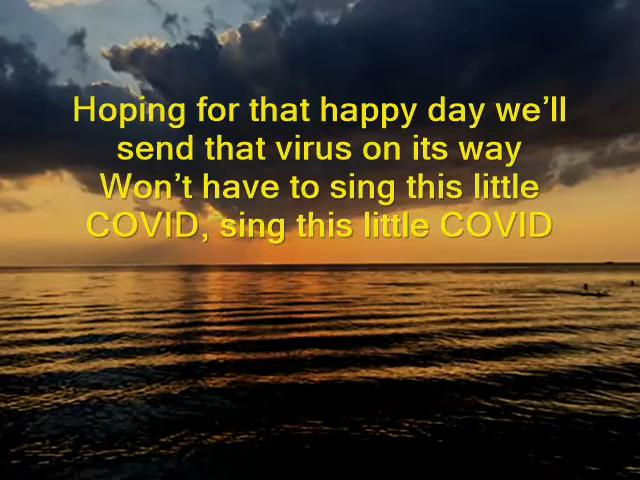 Hoping for that happy day we’ll
send that virus on its way
Won’t have to sing this little
COVID, sing this little COVID